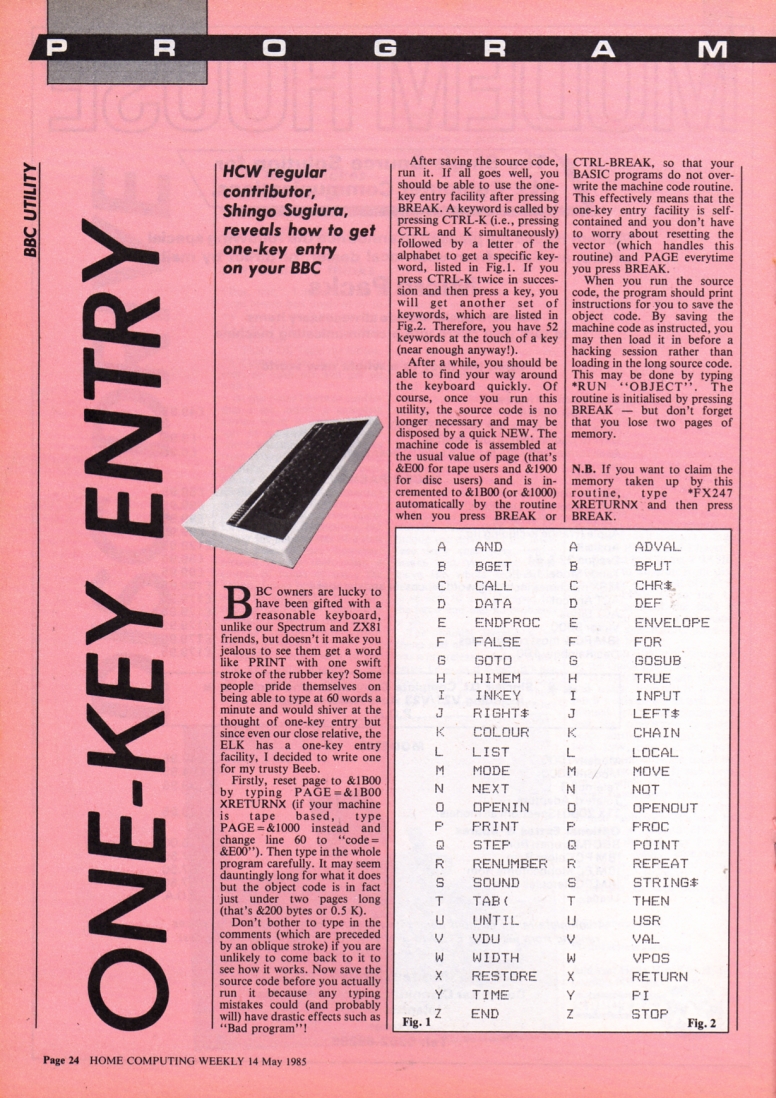 PROGRAM
BBC UTILITY
ONE-KEY ENTRY
HCW regular
contributor,
Shingo Sugiura,
reveals how to get
one-key entry
on your BBC
BBC owners are lucky to
have been gifted with a
reasonable keyboard,
unlike our Spectrum and ZX81
friends, but doesn't it make you
jealous to see them get a word
like PRINT with one swift
stroke of the rubber key? Some
people pride themselves on
being able to type at 60 words a
minute and would shiver at the
thought of one-key entry but
since even our close relative, the
ELK has a one-key entry
facility, I decided to write one
for my trusty Beeb.
Firstly, reset page to &1B00
by typing PAGE=&1B00
XRETURNX (if your machine
is tape based, type
PAGE=&1000 instead and
change line 60 to "code=
&E00"). Then type in the whole
program carefully. It may seem
dauntingly long for what it does
but the object code is in fact
just under two pages long
(that's &200 bytes or 0.5 K).
Don't bother to type in the
comments (which are preceded
by an oblique stroke) if you are
unlikely to come back to it to
see how it works. Now save the
source code before you actually
run it because any typing
mistakes could (and probably
will) have drastic effects such as
"Bad program"!
After saving the source code,
run it. If all goes well, you
should be able to use the one-
key entry facility after pressing
BREAK. A keyword is called by
pressing CTRL-K (i.e., pressing
CTRL and K simultaneously)
followed by a letter of the
alphabet to get a specific key-
word, listed in Fig.1. If you
press CTRL-K twice in succes-
sion and then press a key, you
will get another set of
keywords, which are listed in
Fig.2. Therefore, you have 52
keywords at the touch of a key
(near enough anyway!).
After a while, you should be
able to find your way around
the keyboard quickly. Of
course, once you run this
utility, the source code is no
longer necessary and may be
disposed by a quick NEW. The
machine code is assembled at
the usual value of page (that's
&E00 for tape users and &1900
for disc users) and is in-
cremented to &1B00 (or &1000)
automatically by the routine
when you press BREAK or
CTRL-BREAK, so that your
BASIC programs do not over-
write the machine code routine.
This effectively means that the
one-key entry facility is self-
contained and you don't have
to worry about resetting the
vector (which handles this
routine) and PAGE everytime
you press BREAK.
When you run the source
code, the program should print
instructions for you to save the
object code. By saving the
machine code as instructed, you
may then load it in before a
hacking session rather than
loading in the long source code.
This may be done by typing
*RUN "OBJECT". The
routine is initialised by pressing
BREAK — but don't forget
that you lose two pages of
memory.
N.B. If you want to claim the
memory taken up by this
routine, type *FX247
XRETURNX and then press
BREAK.
A AND A ADVAL
B BGET B BPUT
C CALL C CHR$
D DATA D DEF
E ENDPROC E ENVELOPE
F FALSE F FOR
G GOTO G GOSUB
H HIMEM H TRUE
I INKEY I INPUT
J RIGHT$ J LEFT$
K COLOUR K CHAIN
L LIST L LOCAL
M MODE M MOVE
N NEXT N NOT
O OPENIN O OPENOUT
P PRINT P PROC
Q STEP Q POINT
R RENUMBER R REPEAT
S SOUND S STRING$
T TAB( T THEN
U UNTIL U USR
V VDU V VAL
W WIDTH W VPOS
X RESTORE X RETURN
Y TIME Y PI
Z END Z STOP
Fig. 1 Fig. 2
Page 24 HOME COMPUTING WEEKLY 14 May 1985